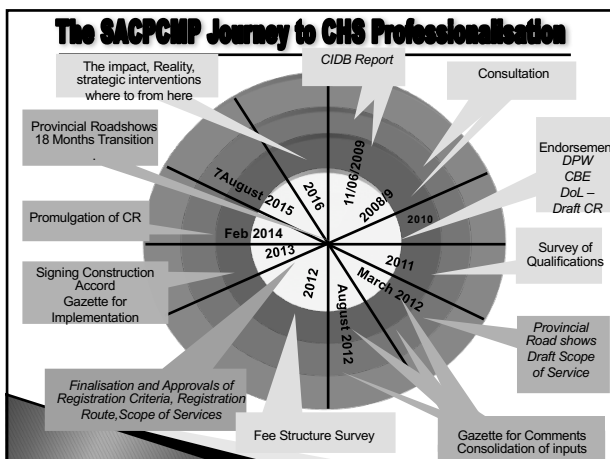 The SACPCMP Journey to CHS Professionalisation
The impact, Reality,
strategic interventions
where to from here
CIDB Report
Consultation
Provincial Roadshows
18 Months Transition
.
Endorsement
DPW
CBE
DoL –
Draft CR
Promulgation of CR
Survey of
Qualifications
Signing Construction
Accord
Gazette for
Implementation
Provincial
Road shows
Draft Scope
of Service
Finalisation and Approvals of
Registration Criteria, Registration
Route,Scope of Services
Fee Structure Survey
Gazette for Comments
Consolidation of inputs
11/06/2009
2008/9
2010
2011
March 2012
August 2012
2012
2013
Feb 2014
7August 2015
2016